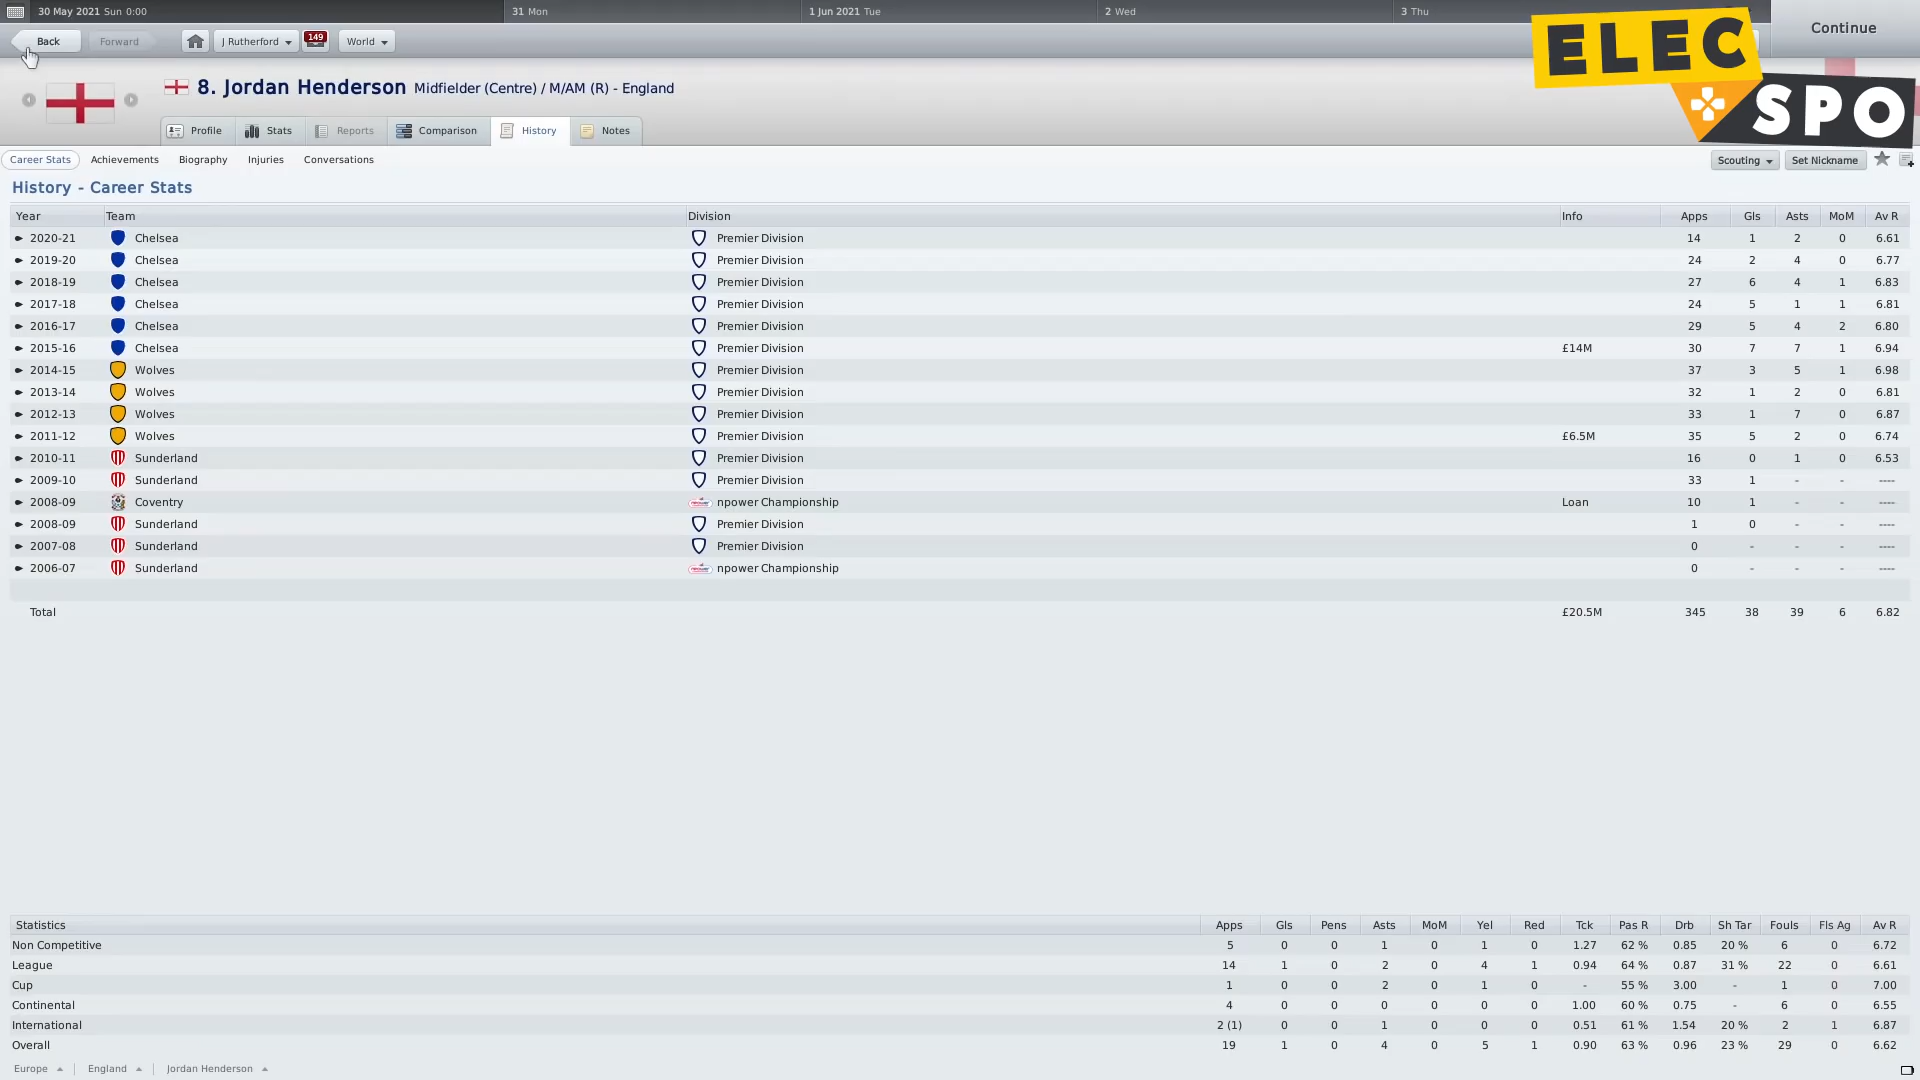 30 May 2021 Sun 0:00 31 Mon 1 Jun 2021 Tue 2 Wed 3 Thu
Back Forward J Rutherford 149 World Continue
ELEC
SPO
8. Jordan Henderson Midfielder (Centre) / M/AM (R) - England
Profile Stats Reports Comparison History Notes
Career Stats Achievements Biography Injuries Conversations Scouting Set Nickname
History - Career Stats
Year Team Division Info Apps Gls Asts MoM Av R
2020-21 Chelsea Premier Division 14 1 2 0 6.61
2019-20 Chelsea Premier Division 24 2 4 0 6.77
2018-19 Chelsea Premier Division 27 6 4 1 6.83
2017-18 Chelsea Premier Division 24 5 1 1 6.81
2016-17 Chelsea Premier Division 29 5 4 2 6.80
2015-16 Chelsea Premier Division £14M 30 7 7 1 6.94
2014-15 Wolves Premier Division 37 3 5 1 6.98
2013-14 Wolves Premier Division 32 1 2 0 6.81
2012-13 Wolves Premier Division 33 1 7 0 6.87
2011-12 Wolves Premier Division £6.5M 35 5 2 0 6.74
2010-11 Sunderland Premier Division 16 0 1 0 6.53
2009-10 Sunderland Premier Division 33 1 - - ----
2008-09 Coventry npower Championship Loan 10 1 - - ----
2008-09 Sunderland Premier Division 1 0 - - ----
2007-08 Sunderland Premier Division 0 - - - ----
2006-07 Sunderland npower Championship 0 - - - ----
Total £20.5M 345 38 39 6 6.82
Statistics Apps Gls Pens Asts MoM Yel Red Tck Pas R Drb Sh Tar Fouls Fls Ag Av R
Non Competitive 5 0 0 1 0 1 0 1.27 62 % 0.85 20 % 6 0 6.72
League 14 1 0 2 0 4 1 0.94 64 % 0.87 31 % 22 0 6.61
Cup 1 0 0 2 0 1 0 - 55 % 3.00 - 1 0 7.00
Continental 4 0 0 0 0 0 0 1.00 60 % 0.75 - 6 0 6.55
International 2 (1) 0 0 1 0 0 0 0.51 61 % 1.54 20 % 2 1 6.87
Overall 19 1 0 4 0 5 1 0.90 63 % 0.96 23 % 29 0 6.62
Europe England Jordan Henderson